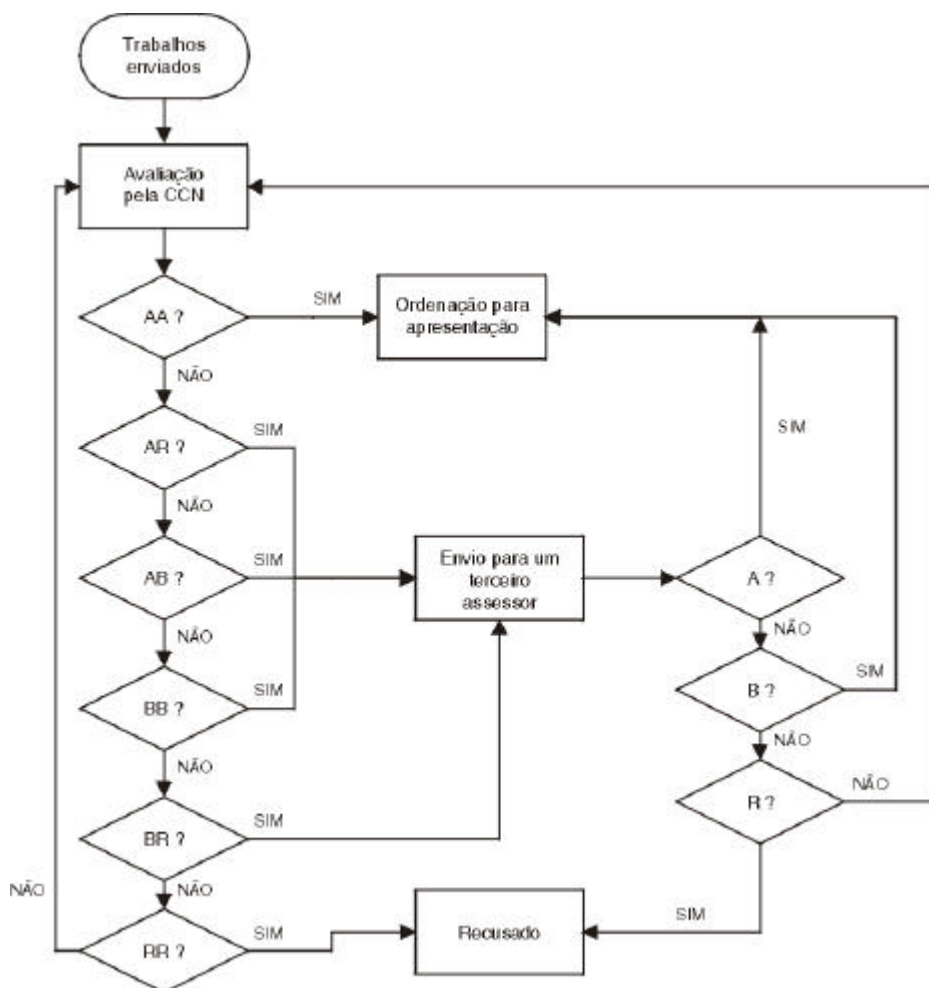 Trabalhos
enviados
Avaliação
pela CCN
AA ?
SIM
Ordenação para
apresentação
NÃO
AR ?
SIM
SIM
NÃO
AB ?
SIM
Envio para um
terceiro
assessor
A ?
NÃO
NÃO
BB ?
SIM
B ?
SIM
NÃO
NÃO
R ?
NÃO
BR ?
SIM
NÃO
NÃO
RR ?
SIM
Recusado
SIM